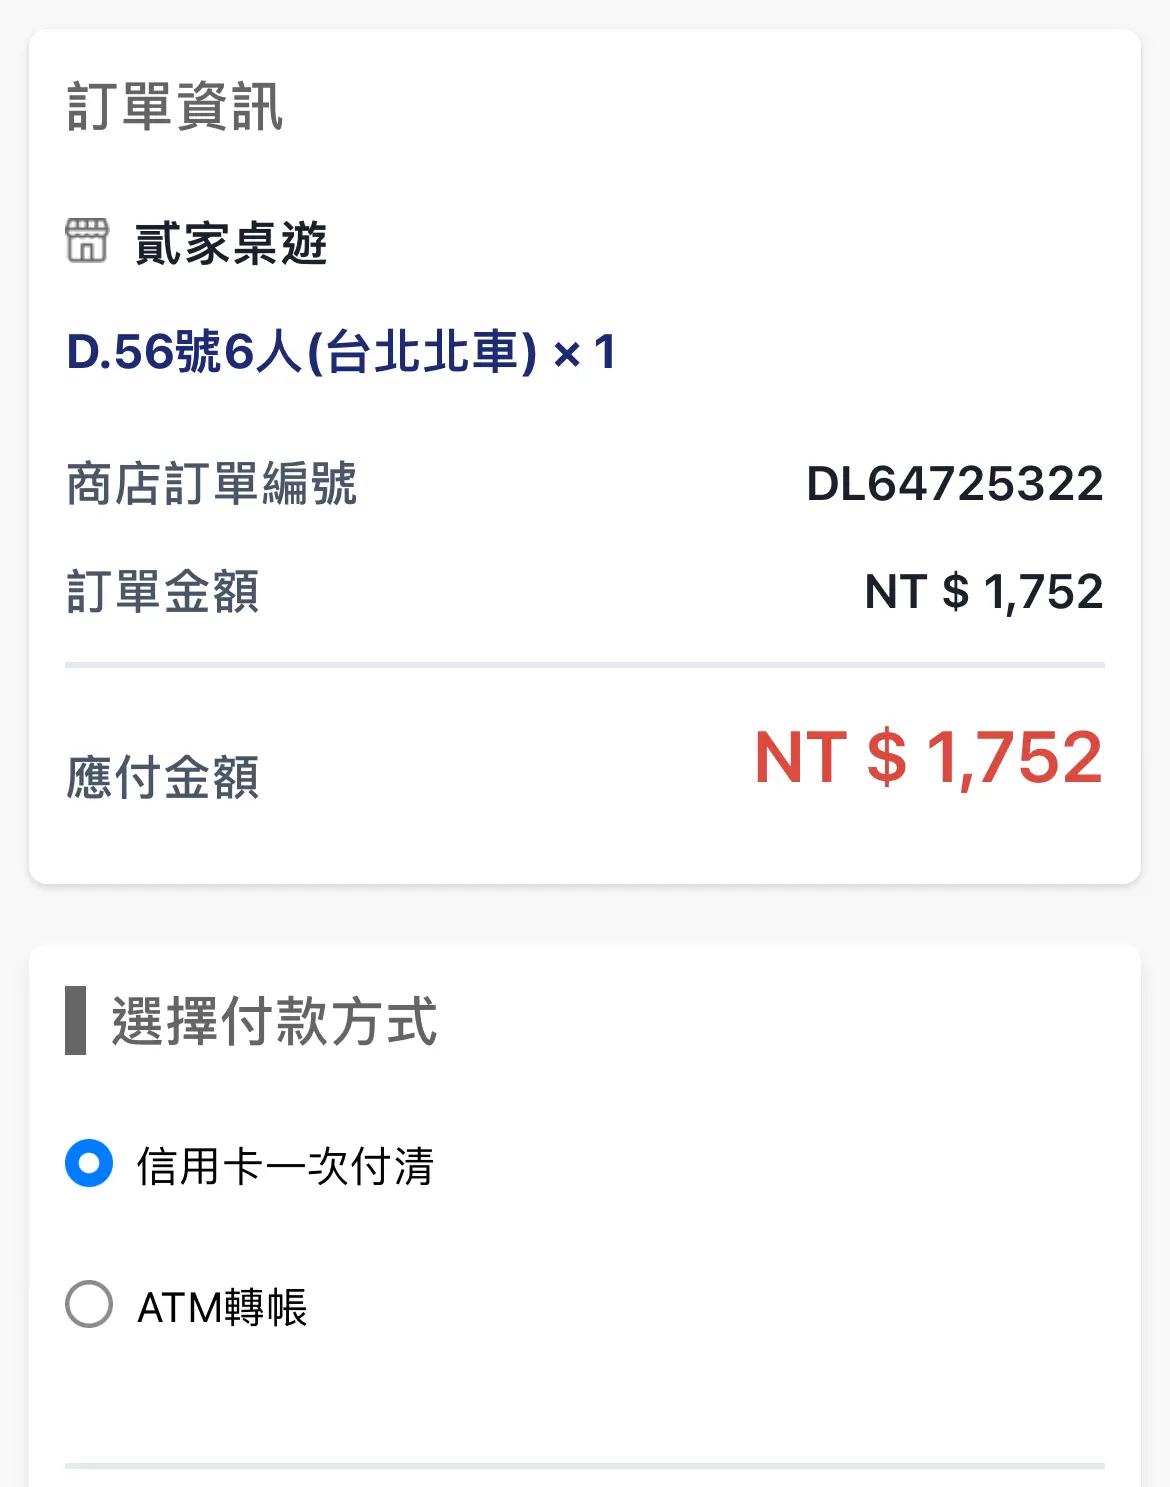 訂單資訊
貳家桌遊
D.56號6人(台北北車) × 1
商店訂單編號 DL64725322
訂單金額 NT $ 1,752
應付金額 NT $ 1,752
選擇付款方式
信用卡一次付清
ATM轉帳